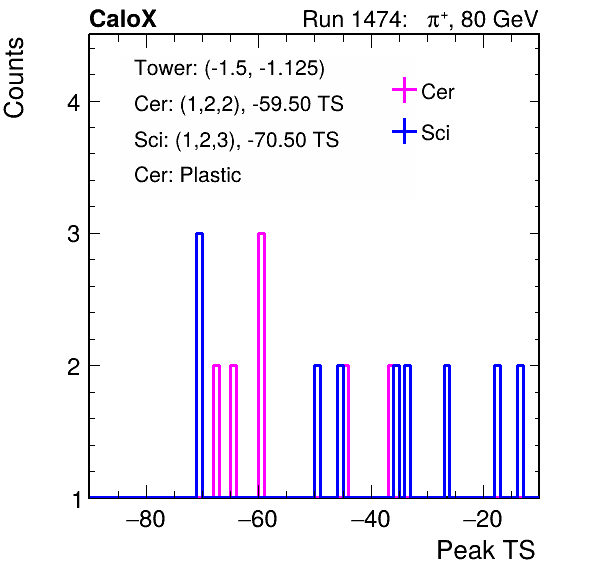 CaloX Run 1474: π⁺, 80 GeV
Counts
Tower: (-1.5, -1.125)
Cer: (1,2,2), -59.50 TS
Sci: (1,2,3), -70.50 TS
Cer: Plastic
Cer
Sci
4
3
2
1
−80 −60 −40 −20
Peak TS